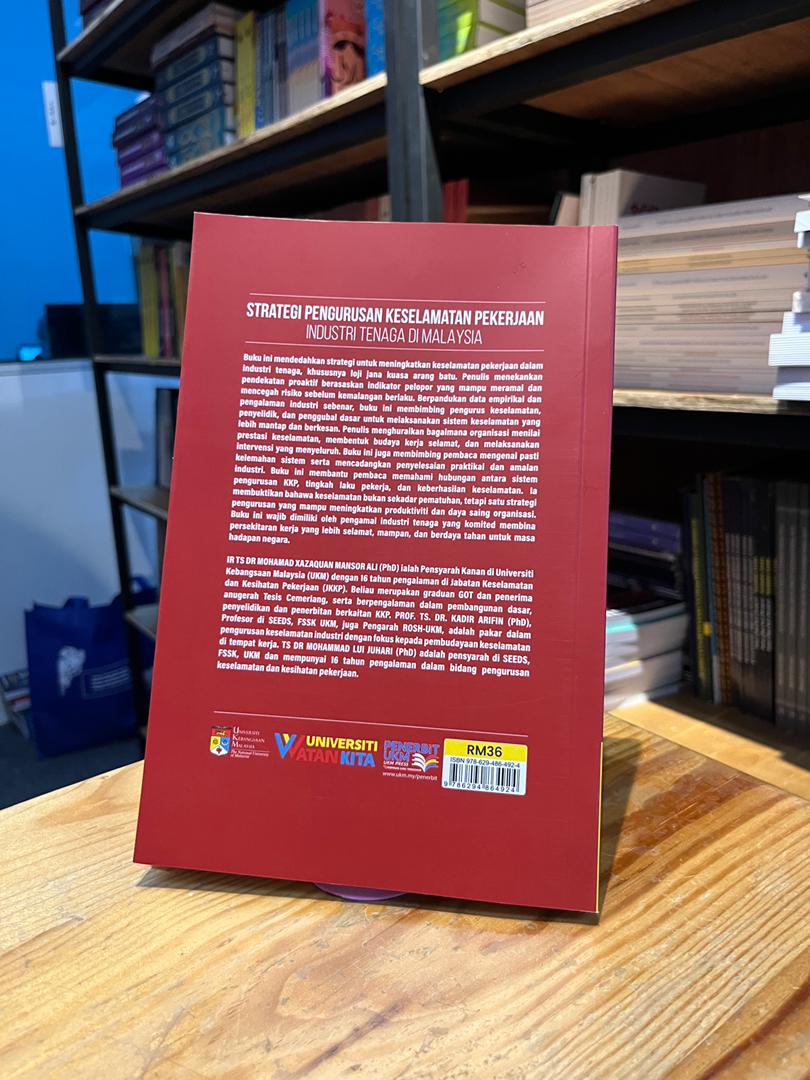 STRATEGI PENGURUSAN KESELAMATAN PEKERJAAN
INDUSTRI TENAGA DI MALAYSIA
Buku ini mendedahkan strategi untuk meningkatkan keselamatan pekerjaan dalam
industri tenaga, khususnya loji jana kuasa arang batu. Penulis menekankan
pendekatan proaktif berasaskan indikator pelopor yang mampu meramal dan
mencegah risiko sebelum kemalangan berlaku. Berpandukan data empirikal dan
pengalaman industri sebenar, buku ini membimbing pengurus keselamatan,
penyelidik, dan penggubal dasar untuk melaksanakan sistem keselamatan yang
lebih mantap dan berkesan. Penulis menghuraikan bagaimana organisasi menilai
prestasi keselamatan, membentuk budaya kerja selamat, dan melaksanakan
intervensi yang menyeluruh. Buku ini juga membimbing pembaca mengenal pasti
kelemahan sistem serta mencadangkan penyelesaian praktikal dan amalan
industri. Buku ini membantu pembaca memahami hubungan antara sistem
pengurusan KKP, tingkah laku pekerja, dan keberhasilan keselamatan. Ia
membuktikan bahawa keselamatan bukan sekadar pematuhan, tetapi satu strategi
pengurusan yang mampu meningkatkan produktiviti dan daya saing organisasi.
Buku ini wajib dimiliki oleh pengamal industri tenaga yang komited membina
persekitaran kerja yang lebih selamat, mampan, dan berdaya tahan untuk masa
hadapan negara.
IR TS DR MOHAMAD XAZAQUAN MANSOR ALI (PhD) ialah Pensyarah Kanan di Universiti
Kebangsaan Malaysia (UKM) dengan 16 tahun pengalaman di Jabatan Keselamatan
dan Kesihatan Pekerjaan (JKKP). Beliau merupakan graduan GOT dan penerima
anugerah Tesis Cemeriang, serta berpengalaman dalam pembangunan dasar,
penyelidikan dan penerbitan berkaitan KKP. PROF. TS. DR. KADIR ARIFIN (PhD),
Profesor di SEEDS, FSSK UKM, juga Pengarah ROSH-UKM, adalah pakar dalam
pengurusan keselamatan industri dengan fokus kepada pembudayaan keselamatan
di tempat kerja. TS DR MOHAMMAD LUI JUHARI (PhD) adalah pensyarah di SEEDS,
FSSK, UKM dan mempunyai 16 tahun pengalaman dalam bidang pengurusan
keselamatan dan kesihatan pekerjaan.
UNIVERSITI
KEBANGSAAN
MALAYSIA
The National University
of Malaysia
UNIVERSITI
WATAN KITA
PENERBIT
UKM
UKM PRESS
www.ukm.my/penerbit
RM36
ISBN 978-629-486-492-4
9 786294 864924